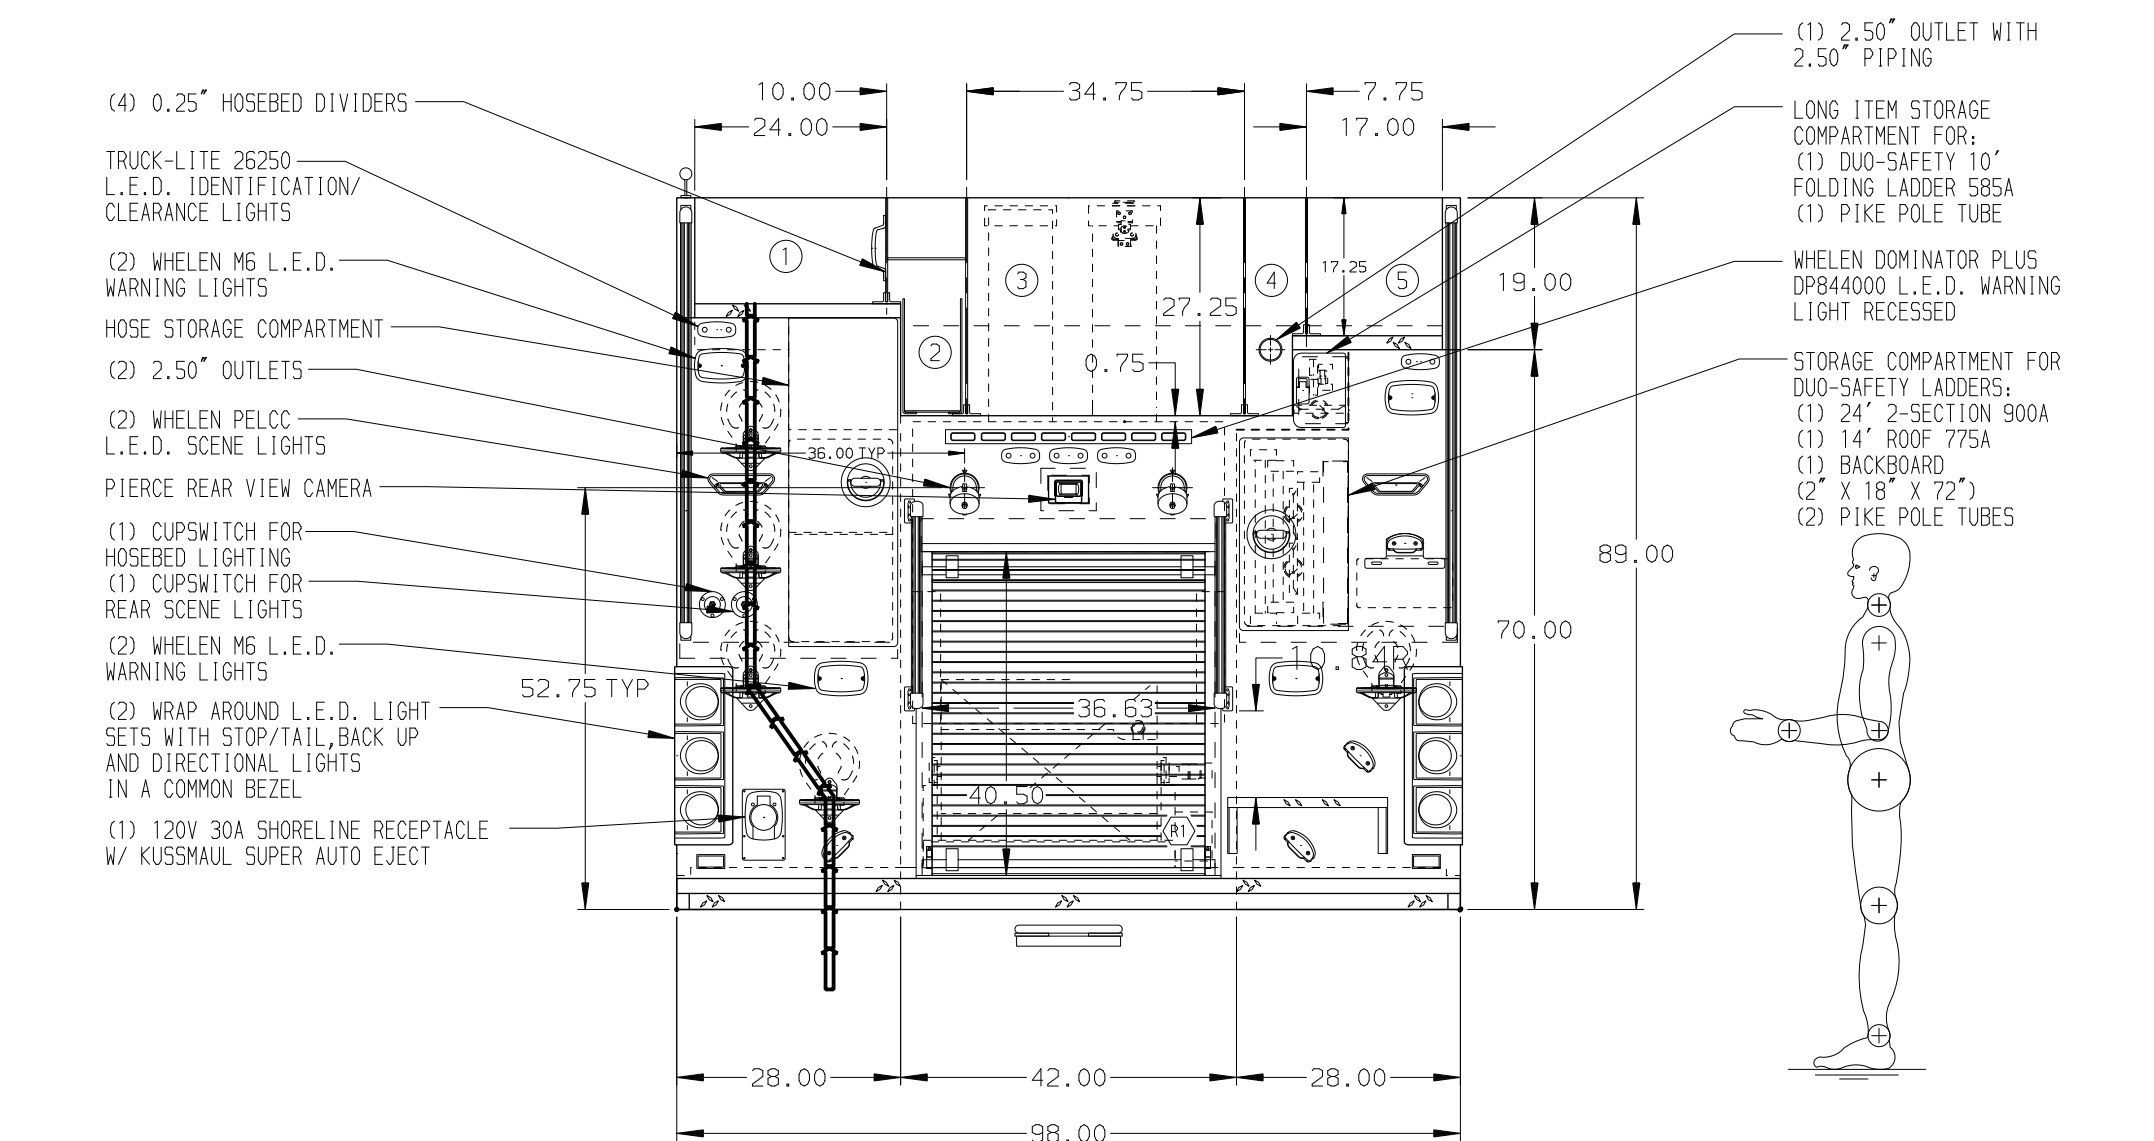 (4) 0.25" HOSEBED DIVIDERS
TRUCK-LITE 26250
L.E.D. IDENTIFICATION/
CLEARANCE LIGHTS
(2) WHELEN M6 L.E.D.
WARNING LIGHTS
HOSE STORAGE COMPARTMENT
(2) 2.50" OUTLETS
(2) WHELEN PELCC
L.E.D. SCENE LIGHTS
PIERCE REAR VIEW CAMERA
(1) CUPSWITCH FOR
HOSEBED LIGHTING
(1) CUPSWITCH FOR
REAR SCENE LIGHTS
(2) WHELEN M6 L.E.D.
WARNING LIGHTS
(2) WRAP AROUND L.E.D. LIGHT
SETS WITH STOP/TAIL,BACK UP
AND DIRECTIONAL LIGHTS
IN A COMMON BEZEL
(1) 120V 30A SHORELINE RECEPTACLE
W/ KUSSMAUL SUPER AUTO EJECT
10.00
34.75
7.75
24.00
17.00
1
2
3
4
5
17.25
27.25
0.75
19.00
36.00 TYP
89.00
70.00
52.75 TYP
36.63
40.50
R1
28.00
42.00
28.00
98.00
(1) 2.50" OUTLET WITH
2.50" PIPING
LONG ITEM STORAGE
COMPARTMENT FOR:
(1) DUO-SAFETY 10'
FOLDING LADDER 585A
(1) PIKE POLE TUBE
WHELEN DOMINATOR PLUS
DP844000 L.E.D. WARNING
LIGHT RECESSED
STORAGE COMPARTMENT FOR
DUO-SAFETY LADDERS:
(1) 24' 2-SECTION 900A
(1) 14' ROOF 775A
(1) BACKBOARD
(2" X 18" X 72")
(2) PIKE POLE TUBES